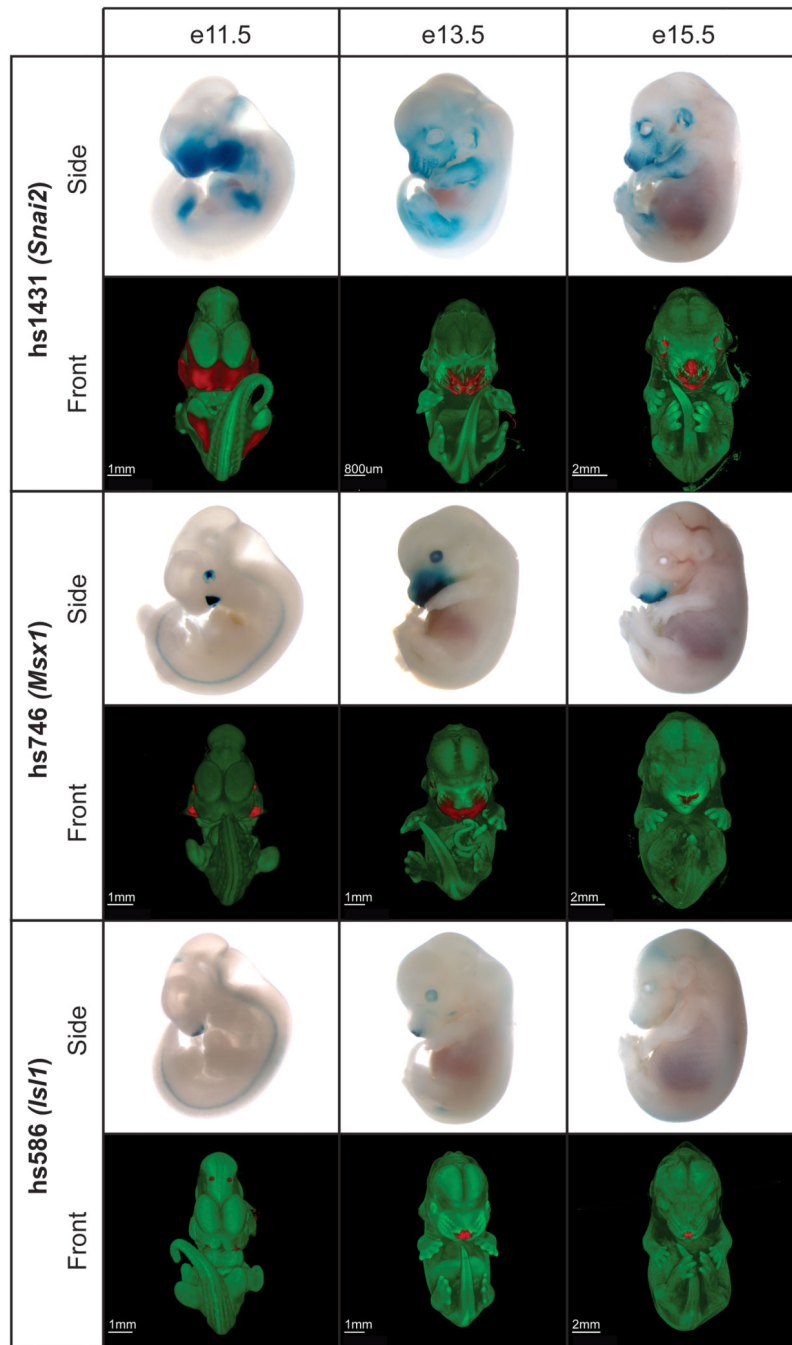 e11.5 e13.5 e15.5
hs1431 (Snai2)
Side
Front
1mm 800um 2mm
hs746 (Msx1)
Side
Front
1mm 1mm 2mm
hs586 (Isl1)
Side
Front
1mm 1mm 2mm